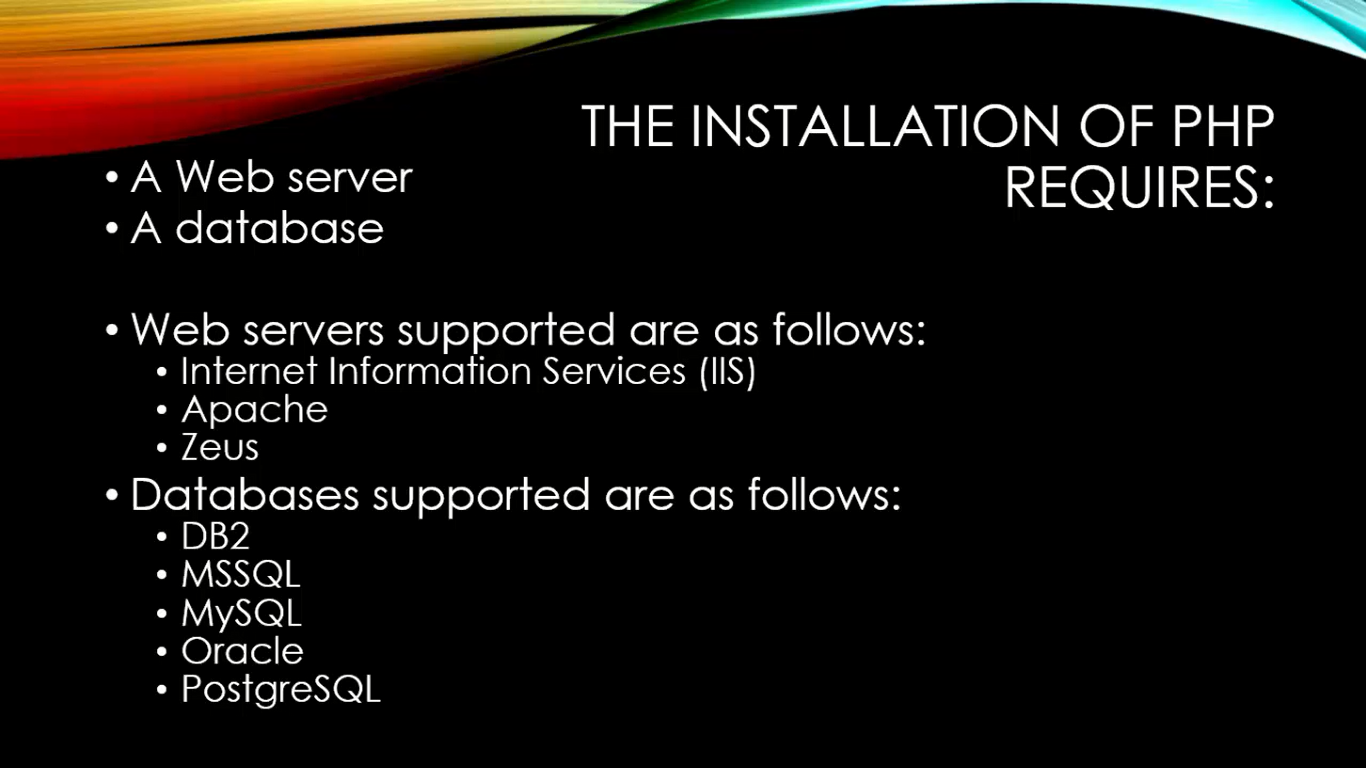 THE INSTALLATION OF PHP
REQUIRES:
• A Web server
• A database
• Web servers supported are as follows:
• Internet Information Services (IIS)
• Apache
• Zeus
• Databases supported are as follows:
• DB2
• MSSQL
• MySQL
• Oracle
• PostgreSQL